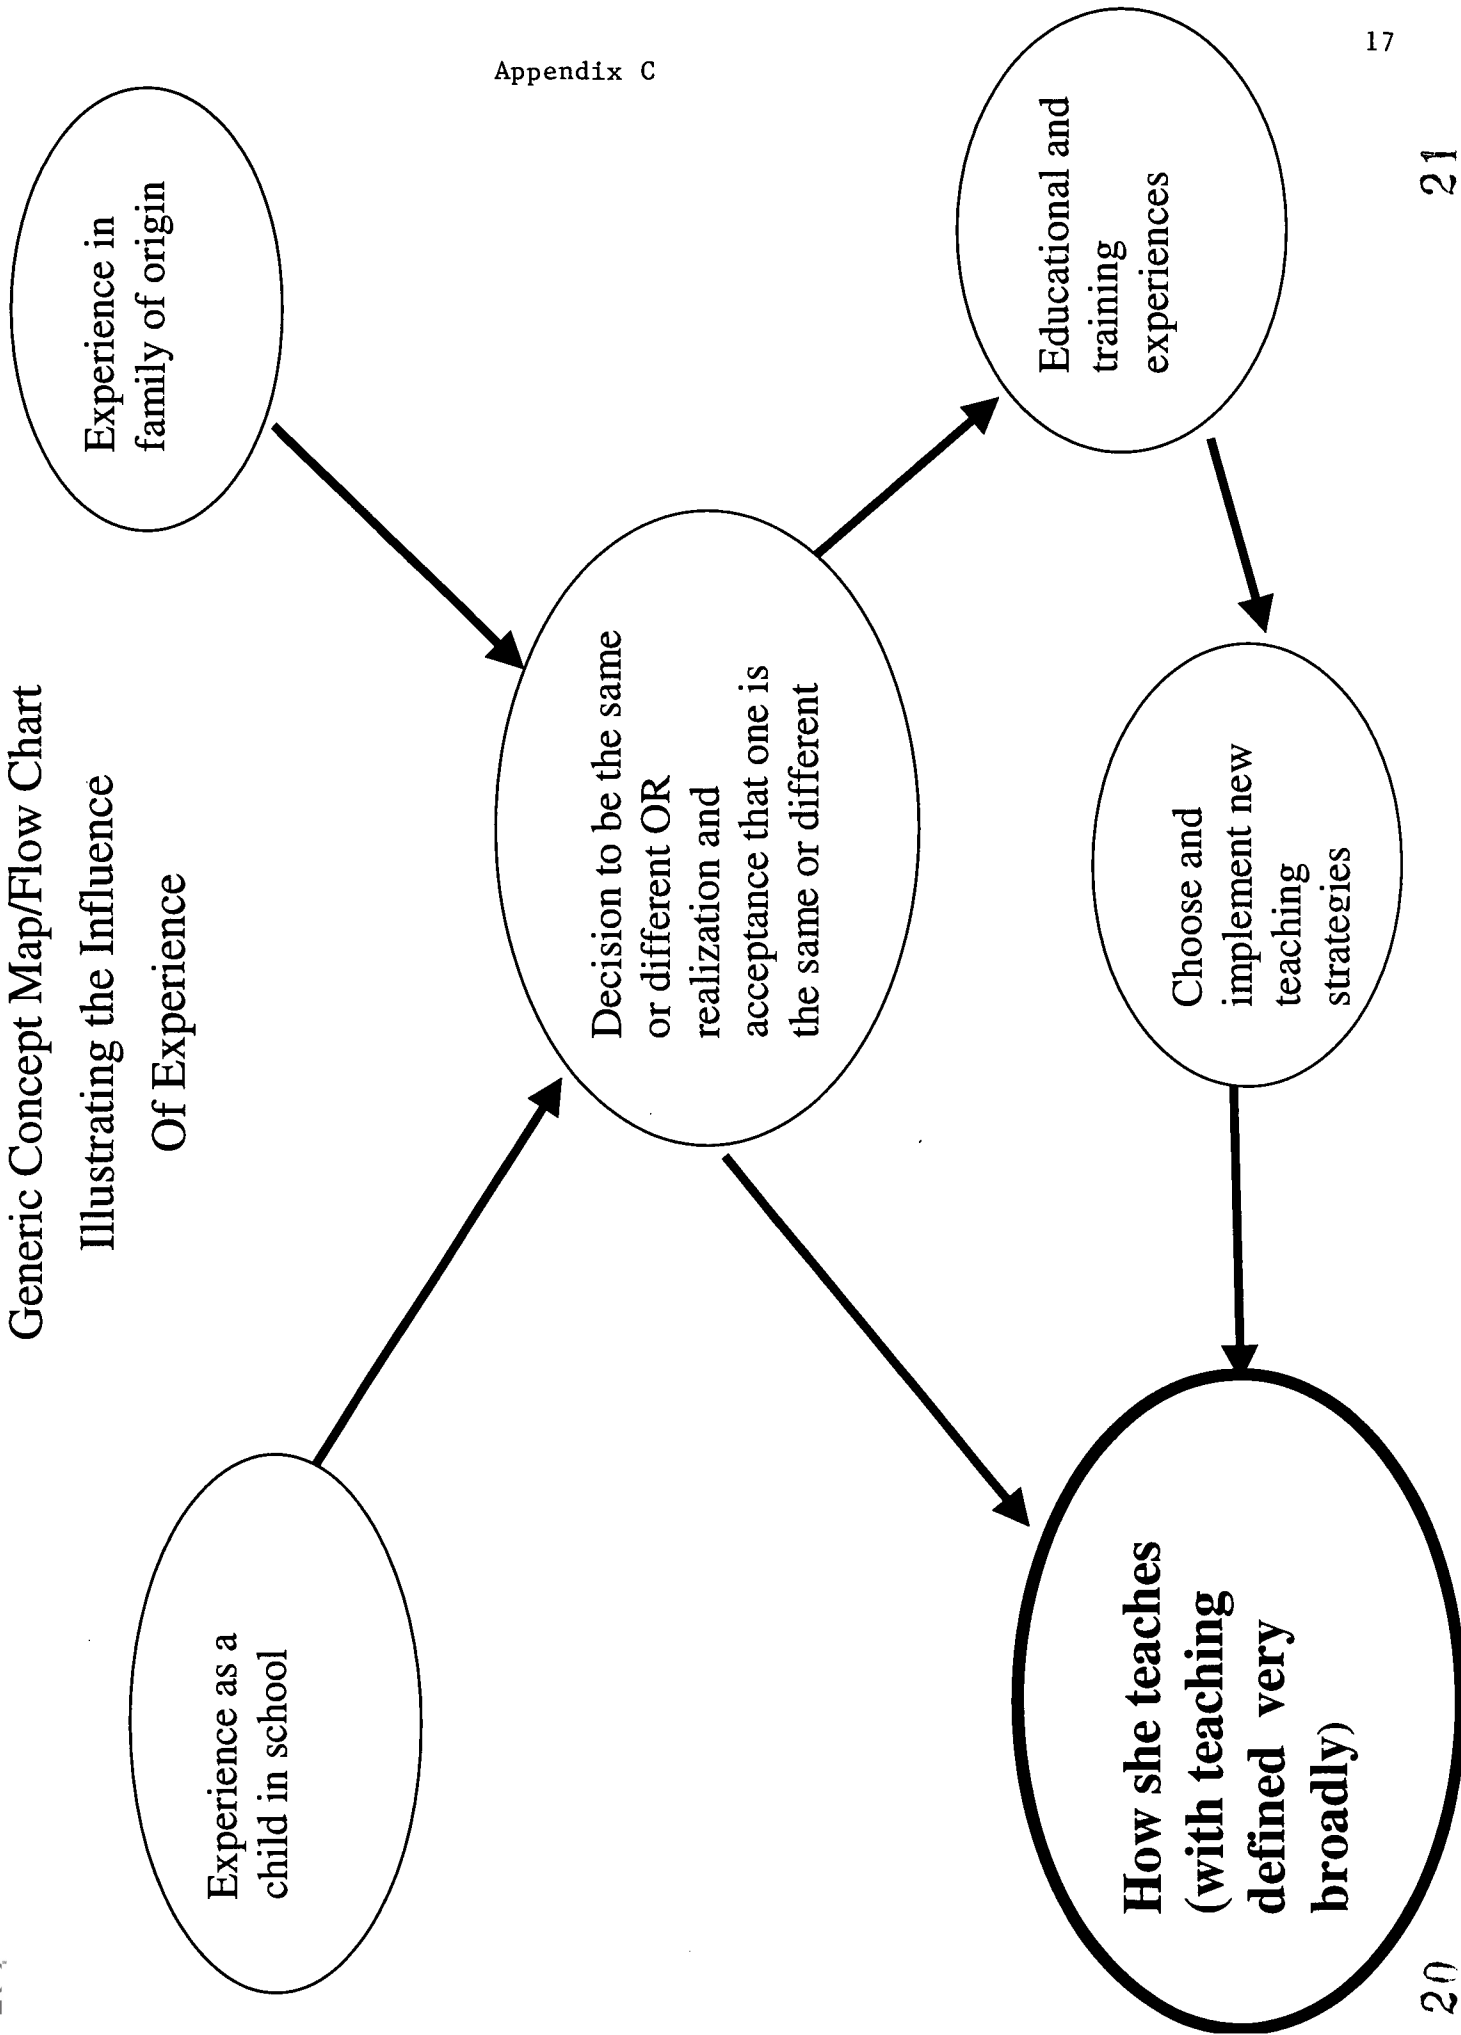 Appendix C
17
Generic Concept Map/Flow Chart
Illustrating the Influence
Of Experience
Experience as a
child in school
Experience in
family of origin
Decision to be the same
or different OR
realization and
acceptance that one is
the same or different
Educational and
training
experiences
Choose and
implement new
teaching
strategies
How she teaches
(with teaching
defined very
broadly)
20
21